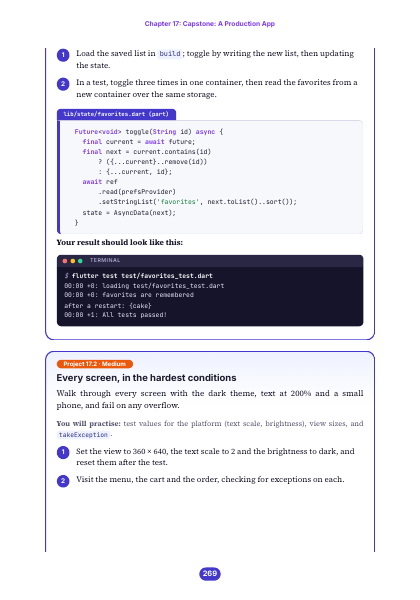 Chapter 17: Capstone: A Production App
1 Load the saved list in build; toggle by writing the new list, then updating
the state.
2 In a test, toggle three times in one container, then read the favorites from a
new container over the same storage.
lib/state/favorites.dart (part)
Future<void> toggle(String id) async {
final current = await future;
final next = current.contains(id)
? ({...current}..remove(id))
: {...current, id};
await ref
.read(prefsProvider)
.setStringList('favorites', next.toList()..sort());
state = AsyncData(next);
}
Your result should look like this:
TERMINAL
$ flutter test test/favorites_test.dart
00:00 +0: loading test/favorites_test.dart
00:00 +0: favorites are remembered
after a restart: {cake}
00:00 +1: All tests passed!
Project 17.2 · Medium
Every screen, in the hardest conditions
Walk through every screen with the dark theme, text at 200% and a small
phone, and fail on any overflow.
You will practise: test values for the platform (text scale, brightness), view sizes, and
takeException.
1 Set the view to 360 × 640, the text scale to 2 and the brightness to dark, and
reset them after the test.
2 Visit the menu, the cart and the order, checking for exceptions on each.
269